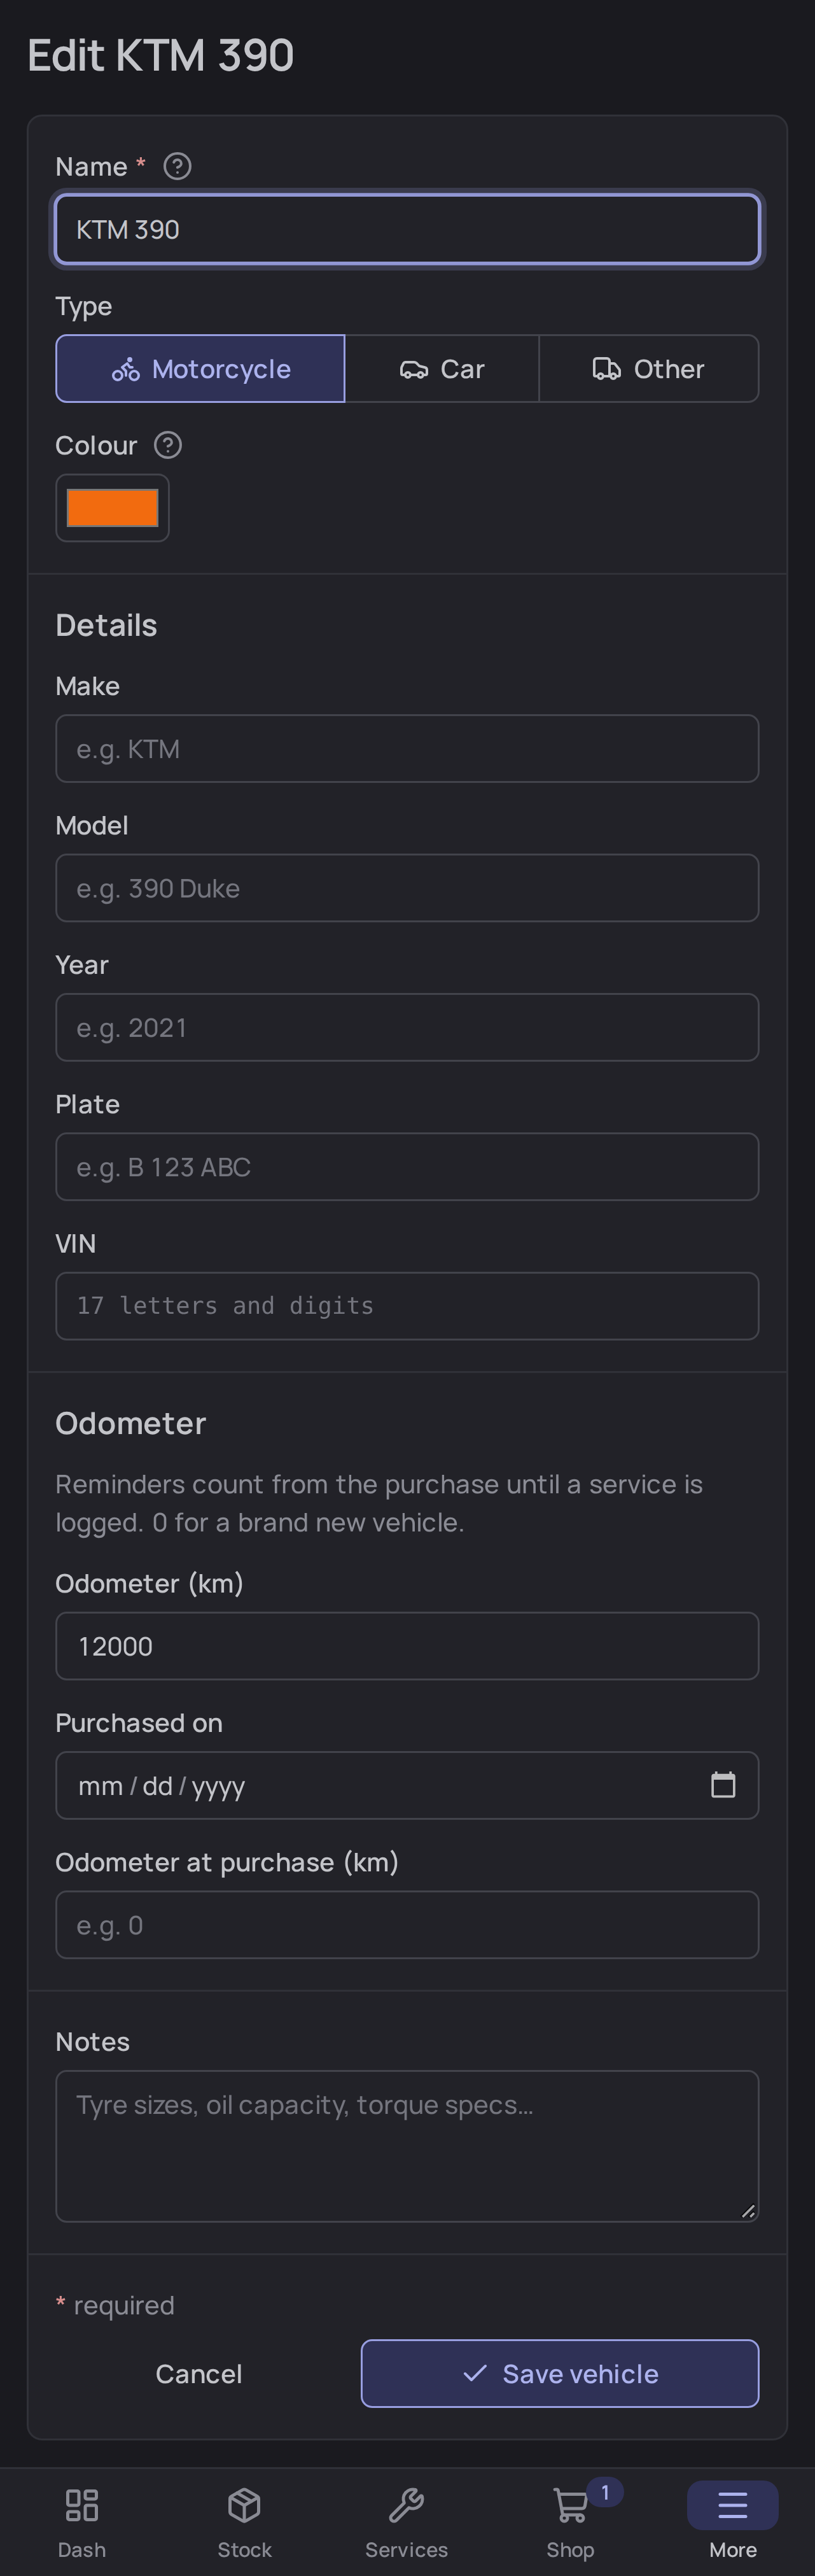 Edit KTM 390
Name *
KTM 390
Type
Motorcycle
Car
Other
Colour
Details
Make
e.g. KTM
Model
e.g. 390 Duke
Year
e.g. 2021
Plate
e.g. B 123 ABC
VIN
17 letters and digits
Odometer
Reminders count from the purchase until a service is
logged. 0 for a brand new vehicle.
Odometer (km)
12000
Purchased on
mm / dd / yyyy
Odometer at purchase (km)
e.g. 0
Notes
Tyre sizes, oil capacity, torque specs…
* required
Cancel
Save vehicle
1
Dash
Stock
Services
Shop
More